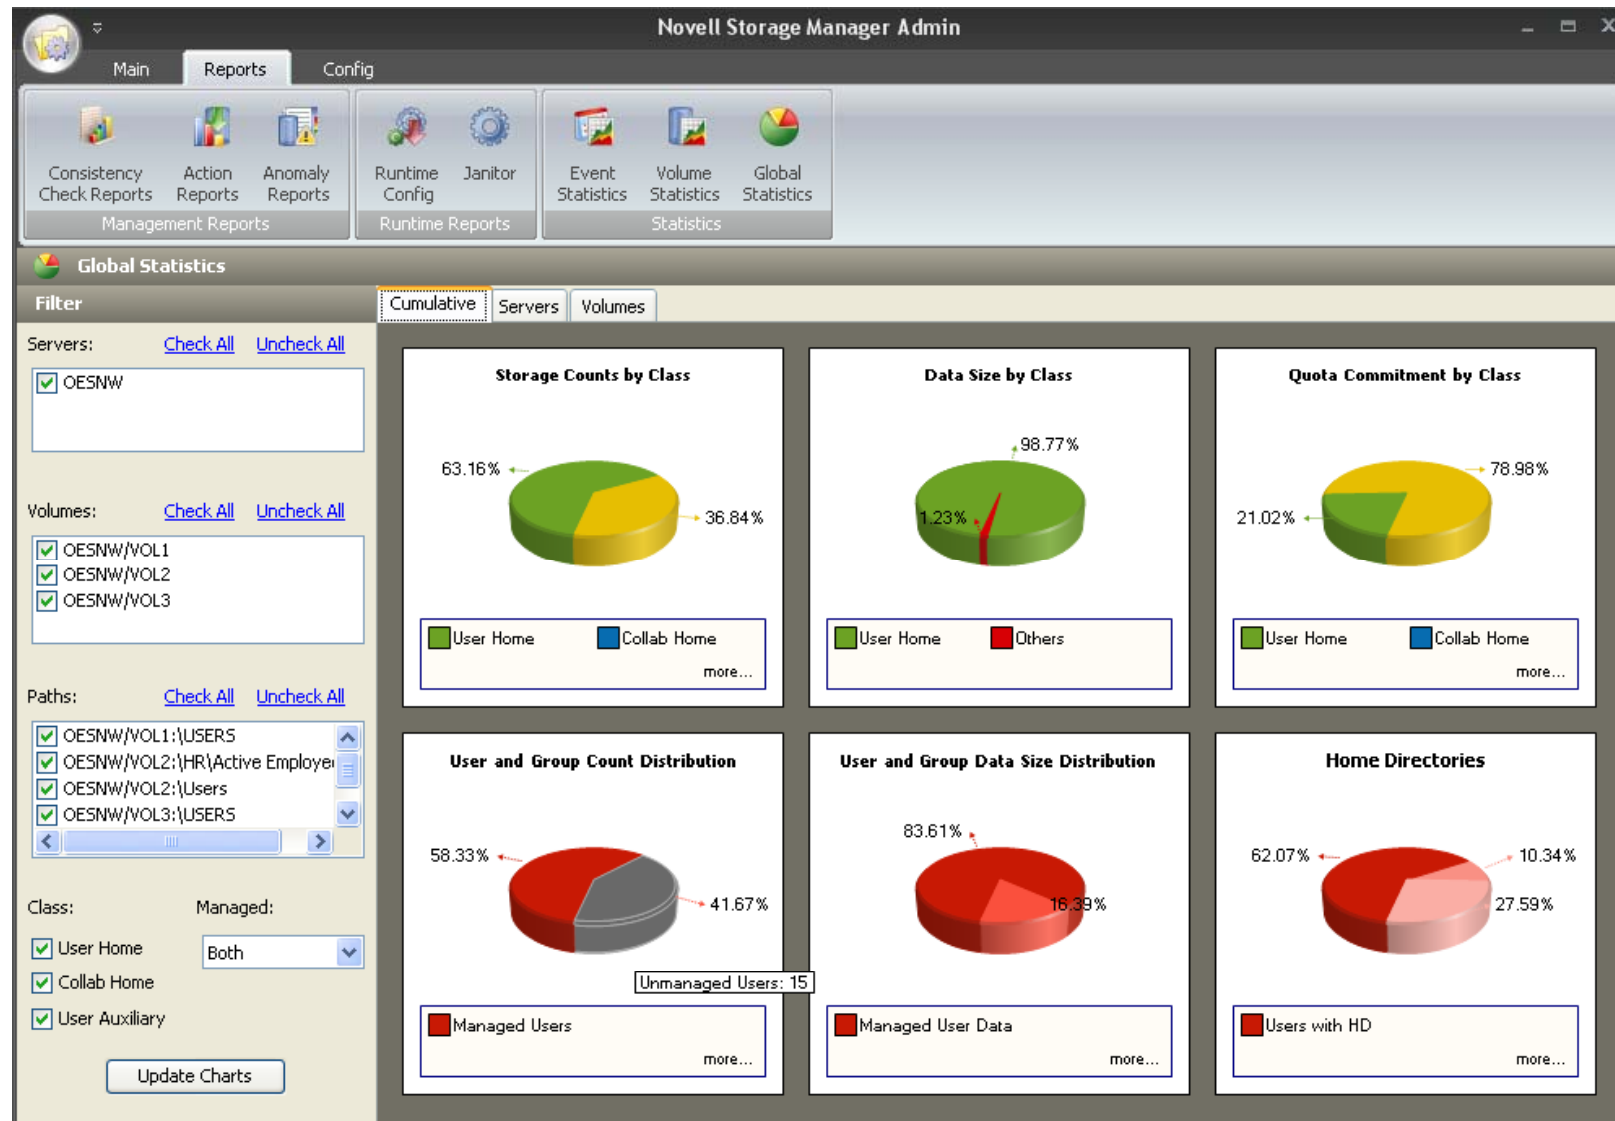 Novell Storage Manager Admin
Main
Reports
Config
Consistency
Check Reports
Action
Reports
Anomaly
Reports
Management Reports
Runtime
Config
Janitor
Runtime Reports
Event
Statistics
Volume
Statistics
Global
Statistics
Statistics
Global Statistics
Filter
Servers: Check All Uncheck All
OESNW
Volumes: Check All Uncheck All
OESNW/VOL1
OESNW/VOL2
OESNW/VOL3
Paths: Check All Uncheck All
OESNW/VOL1:\USERS
OESNW/VOL2:\HR\Active Employe
OESNW/VOL2:\Users
OESNW/VOL3:\USERS
Class: Managed:
User Home
Both
Collab Home
User Auxiliary
Update Charts
Cumulative
Servers
Volumes
Storage Counts by Class
63.16%
36.84%
User Home
Collab Home
more...
Data Size by Class
98.77%
1.23%
User Home
Others
Quota Commitment by Class
78.98%
21.02%
User Home
Collab Home
more...
User and Group Count Distribution
58.33%
41.67%
Unmanaged Users: 15
Managed Users
more...
User and Group Data Size Distribution
83.61%
16.39%
Managed User Data
more...
Home Directories
62.07%
10.34%
27.59%
Users with HD
more...